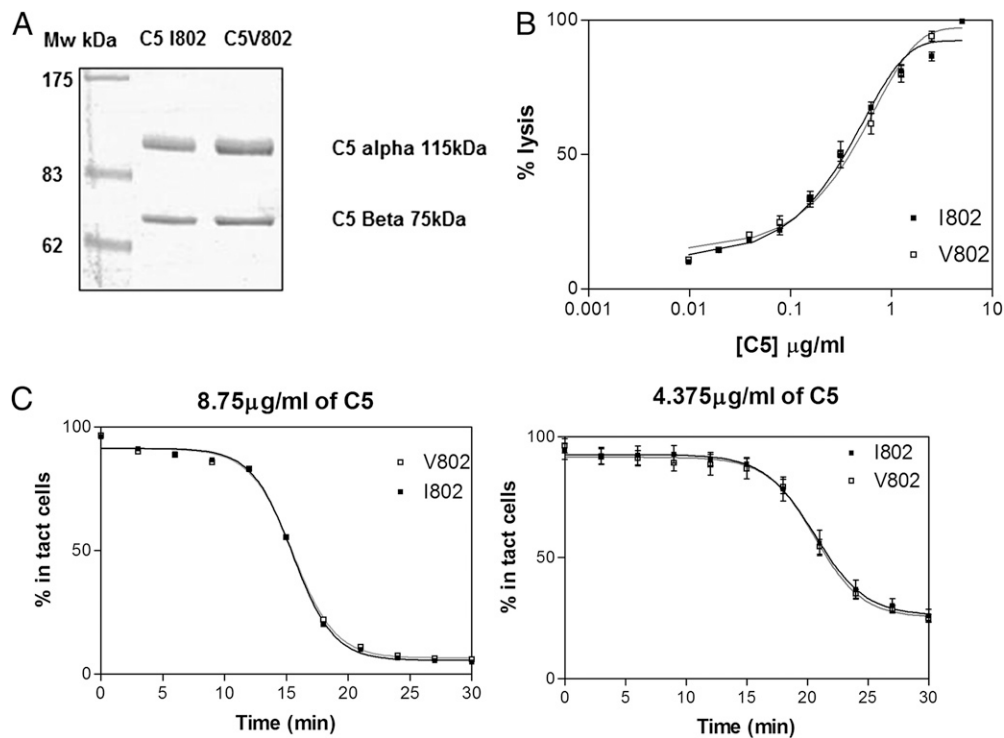 A
Mw kDa C5 I802 C5V802
175
83
62
C5 alpha 115kDa
C5 Beta 75kDa
B
% lysis
100
50
0
0.001 0.01 0.1 1 10
[C5] μg/ml
I802
V802
C
8.75μg/ml of C5
% in tact cells
100
50
0
0 5 10 15 20 25 30
Time (min)
V802
I802
4.375μg/ml of C5
% in tact cells
100
50
0
0 5 10 15 20 25 30
Time (min)
I802
V802